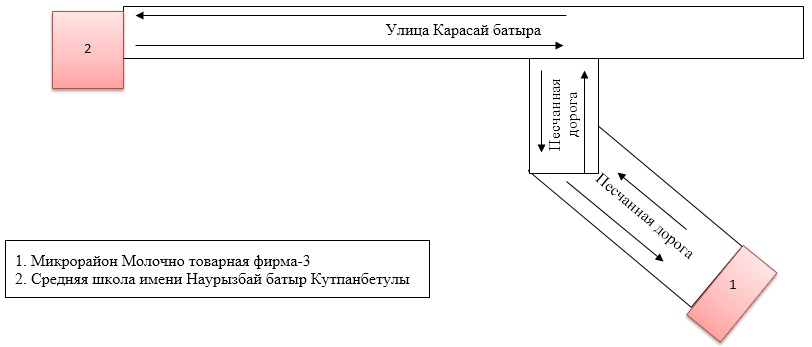 Улица Карасай батыра
2
Песчанная
дорога
Песчанная дорога
1
1. Микрорайон Молочно товарная фирма-3
2. Средняя школа имени Наурызбай батыр Кутпанбетулы